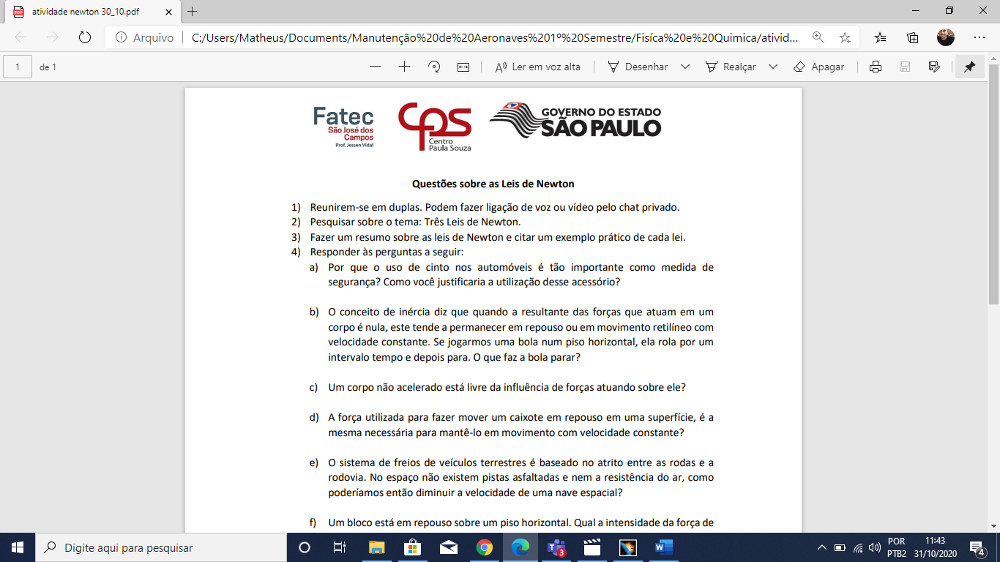 atividade newton 30_10.pdf
Arquivo
C:/Users/Matheus/Documents/Manutenção%20de%20Aeronaves%201º%20Semestre/Fisíca%20e%20Quimica/ativid...
1 de 1
Ler em voz alta
Desenhar
Realçar
Apagar
Fatec
São José dos
Campos
Prof. Jessen Vidal
CPS
Centro
Paula Souza
GOVERNO DO ESTADO
SÃO PAULO
Questões sobre as Leis de Newton
1) Reunirem-se em duplas. Podem fazer ligação de voz ou vídeo pelo chat privado.
2) Pesquisar sobre o tema: Três Leis de Newton.
3) Fazer um resumo sobre as leis de Newton e citar um exemplo prático de cada lei.
4) Responder às perguntas a seguir:
a) Por que o uso de cinto nos automóveis é tão importante como medida de
segurança? Como você justificaria a utilização desse acessório?
b) O conceito de inércia diz que quando a resultante das forças que atuam em um
corpo é nula, este tende a permanecer em repouso ou em movimento retilíneo com
velocidade constante. Se jogarmos uma bola num piso horizontal, ela rola por um
intervalo tempo e depois para. O que faz a bola parar?
c) Um corpo não acelerado está livre da influência de forças atuando sobre ele?
d) A força utilizada para fazer mover um caixote em repouso em uma superfície, é a
mesma necessária para mantê-lo em movimento com velocidade constante?
e) O sistema de freios de veículos terrestres é baseado no atrito entre as rodas e a
rodovia. No espaço não existem pistas asfaltadas e nem a resistência do ar, como
poderíamos então diminuir a velocidade de uma nave espacial?
f) Um bloco está em repouso sobre um piso horizontal. Qual a intensidade da força de
Digite aqui para pesquisar
3
W
POR
PTB2
11:43
31/10/2020
4